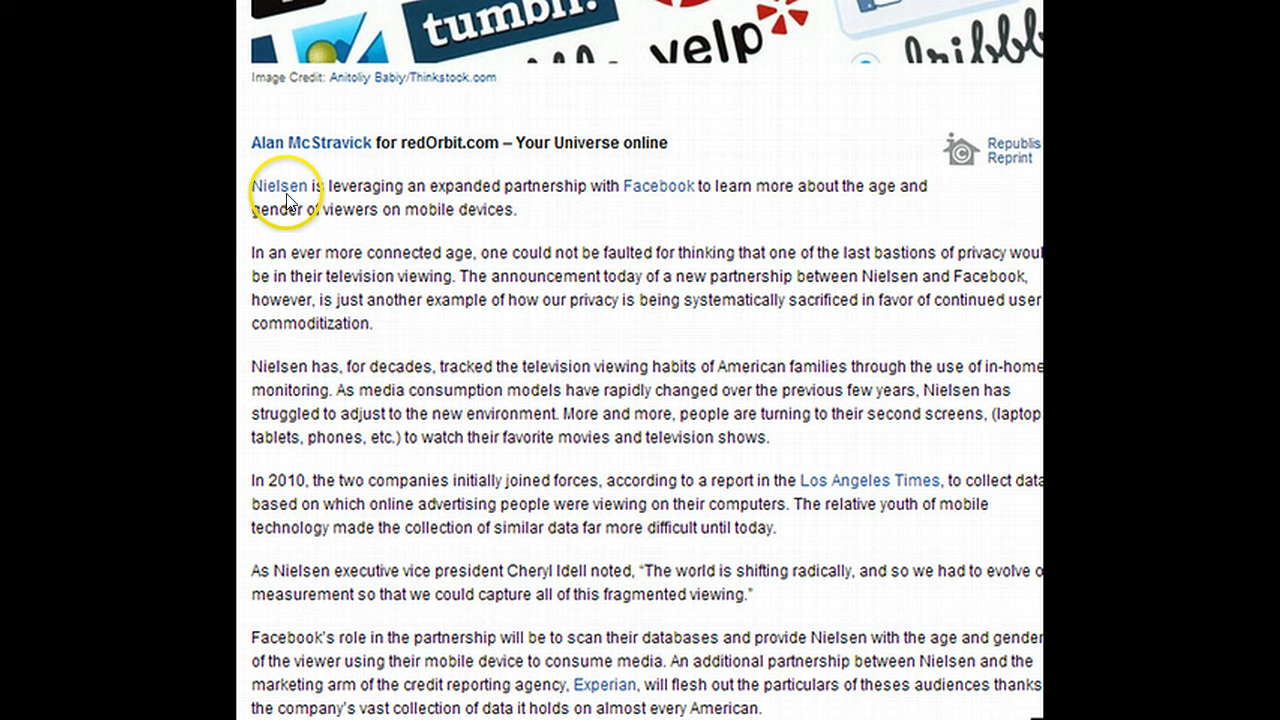 tumblr.
yelp
dribbb
Image Credit: Anitoliy Babiy/Thinkstock.com
Alan McStravick for redOrbit.com – Your Universe online
Republis
Reprint
Nielsen is leveraging an expanded partnership with Facebook to learn more about the age and
gender of viewers on mobile devices.
In an ever more connected age, one could not be faulted for thinking that one of the last bastions of privacy woul
be in their television viewing. The announcement today of a new partnership between Nielsen and Facebook,
however, is just another example of how our privacy is being systematically sacrificed in favor of continued user
commoditization.
Nielsen has, for decades, tracked the television viewing habits of American families through the use of in-home
monitoring. As media consumption models have rapidly changed over the previous few years, Nielsen has
struggled to adjust to the new environment. More and more, people are turning to their second screens, (laptop
tablets, phones, etc.) to watch their favorite movies and television shows.
In 2010, the two companies initially joined forces, according to a report in the Los Angeles Times, to collect data
based on which online advertising people were viewing on their computers. The relative youth of mobile
technology made the collection of similar data far more difficult until today.
As Nielsen executive vice president Cheryl Idell noted, “The world is shifting radically, and so we had to evolve o
measurement so that we could capture all of this fragmented viewing.”
Facebook’s role in the partnership will be to scan their databases and provide Nielsen with the age and gender
of the viewer using their mobile device to consume media. An additional partnership between Nielsen and the
marketing arm of the credit reporting agency, Experian, will flesh out the particulars of theses audiences thanks
the company’s vast collection of data it holds on almost every American.